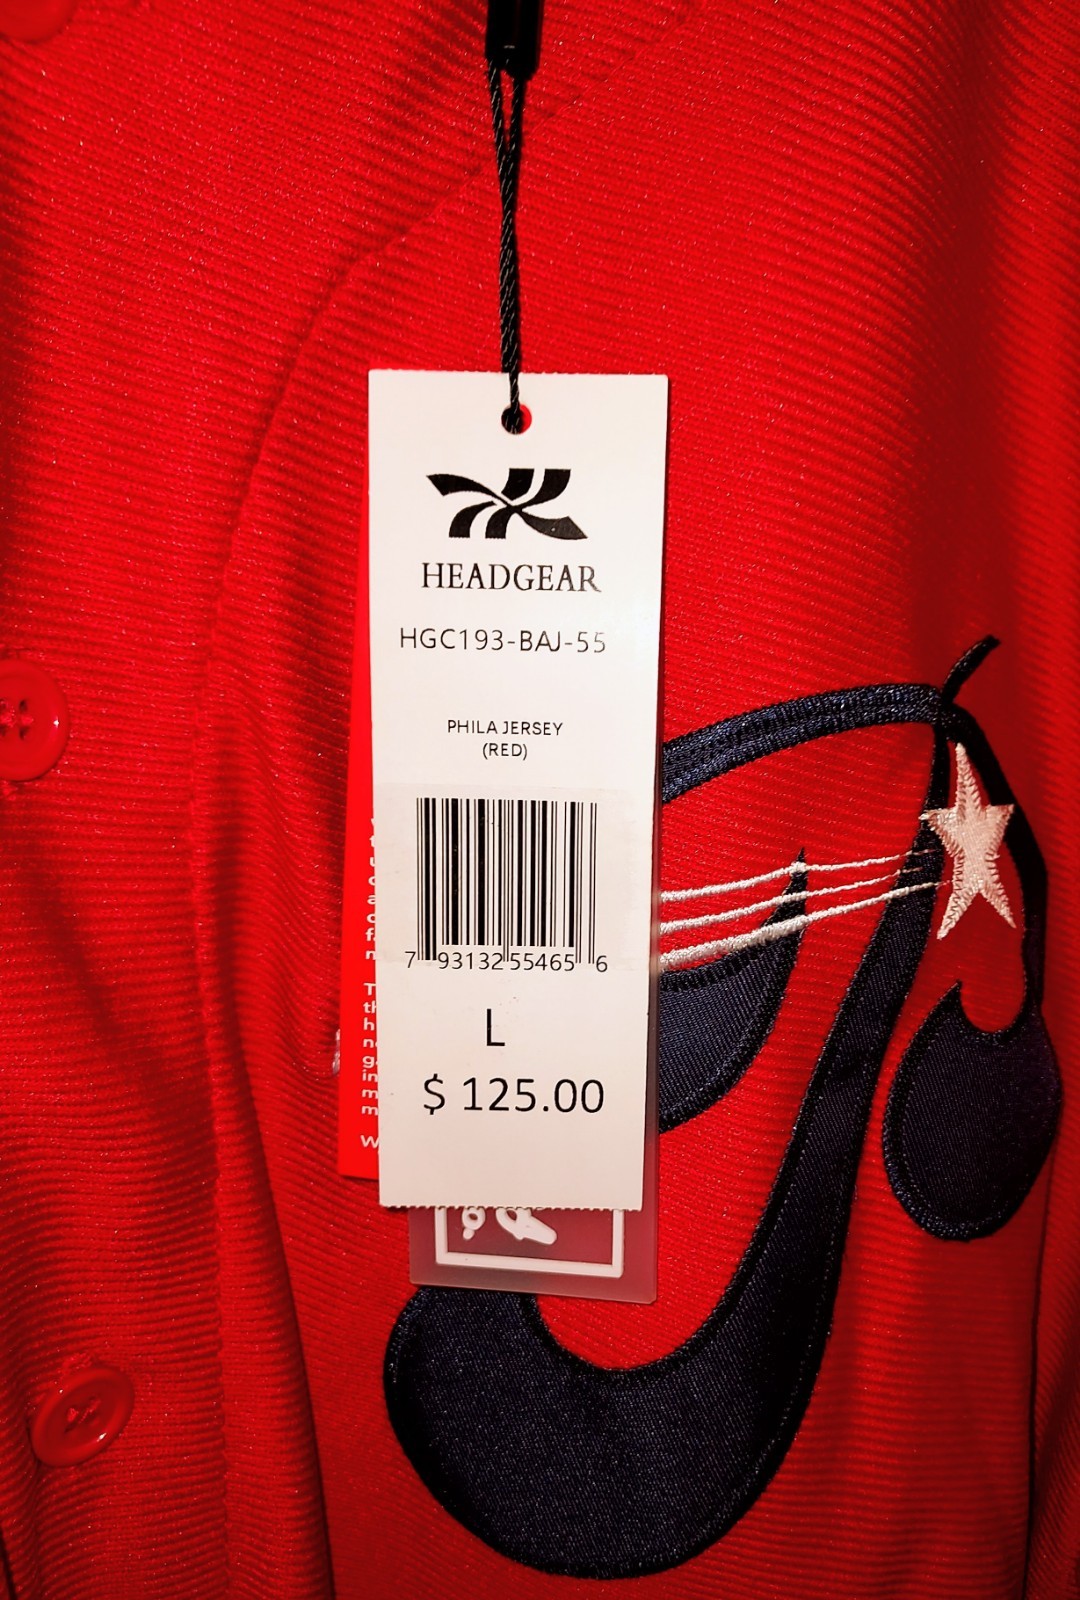 HEADGEAR
HGC193-BAJ-55
PHILA JERSEY
(RED)
7 93132 55465 6
L
$ 125.00